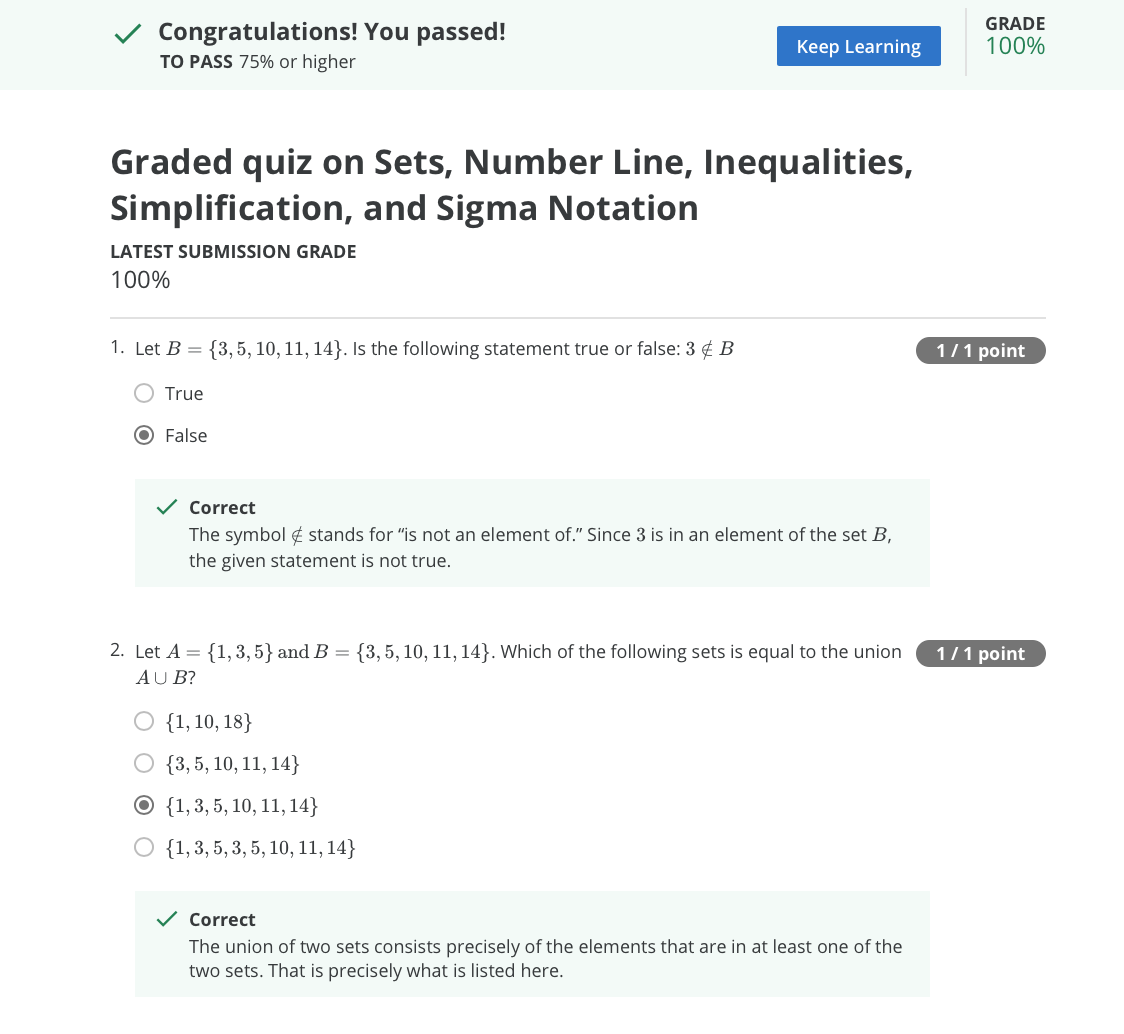 Congratulations! You passed!
TO PASS 75% or higher
Keep Learning
GRADE
100%
Graded quiz on Sets, Number Line, Inequalities,
Simplification, and Sigma Notation
LATEST SUBMISSION GRADE
100%
1. Let B = {3, 5, 10, 11, 14}. Is the following statement true or false: 3 ∉ B
1 / 1 point
True
False
Correct
The symbol ∉ stands for “is not an element of.” Since 3 is in an element of the set B,
the given statement is not true.
2. Let A = {1, 3, 5} and B = {3, 5, 10, 11, 14}. Which of the following sets is equal to the union
A ∪ B?
1 / 1 point
{1, 10, 18}
{3, 5, 10, 11, 14}
{1, 3, 5, 10, 11, 14}
{1, 3, 5, 3, 5, 10, 11, 14}
Correct
The union of two sets consists precisely of the elements that are in at least one of the
two sets. That is precisely what is listed here.